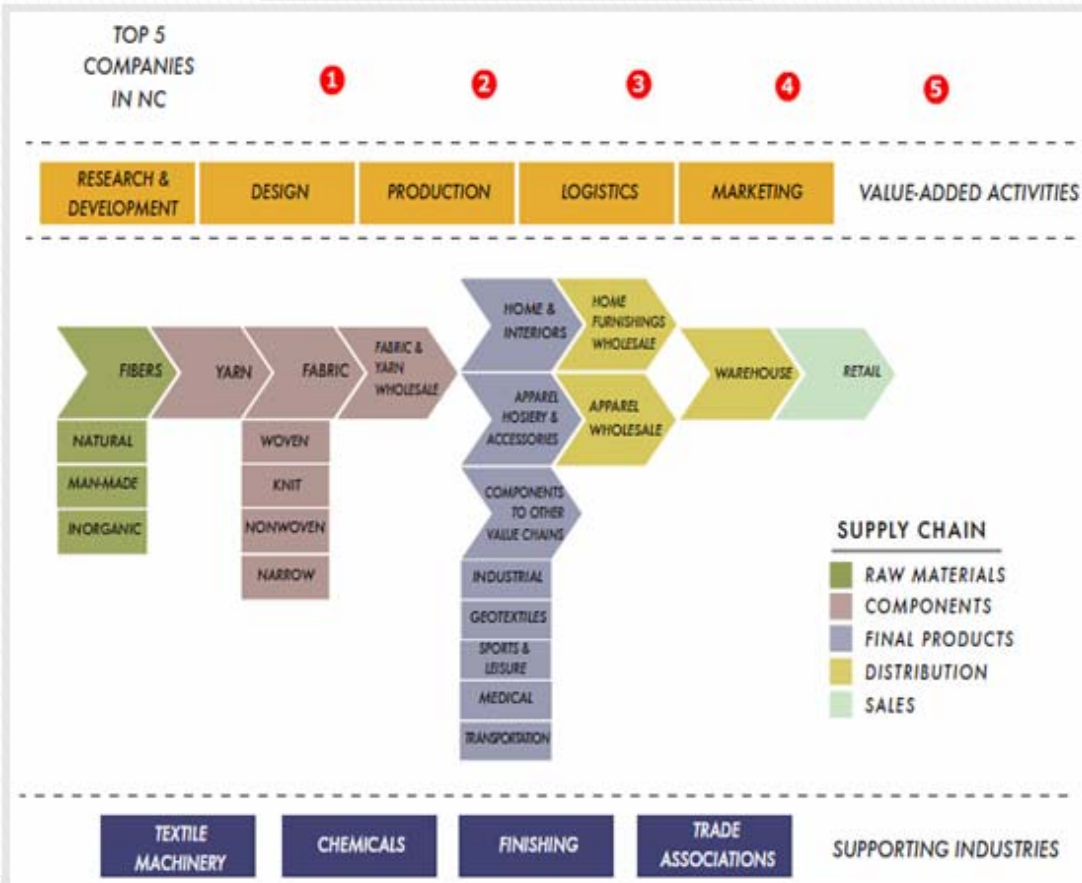 TOP 5
COMPANIES
IN NC
1
2
3
4
5
RESEARCH &
DEVELOPMENT
DESIGN
PRODUCTION
LOGISTICS
MARKETING
VALUE-ADDED ACTIVITIES
FIBERS
YARN
FABRIC
FABRIC &
YARN
WHOLESALE
HOME &
INTERIORS
HOME
FURNISHINGS
WHOLESALE
APPAREL
HOSIERY &
ACCESSORIES
APPAREL
WHOLESALE
WAREHOUSE
RETAIL
NATURAL
MAN-MADE
INORGANIC
WOVEN
KNIT
NONWOVEN
NARROW
COMPONENTS
TO OTHER
VALUE CHAINS
INDUSTRIAL
GEOTEXTILES
SPORTS &
LEISURE
MEDICAL
TRANSPORTATION
SUPPLY CHAIN
RAW MATERIALS
COMPONENTS
FINAL PRODUCTS
DISTRIBUTION
SALES
TEXTILE
MACHINERY
CHEMICALS
FINISHING
TRADE
ASSOCIATIONS
SUPPORTING INDUSTRIES